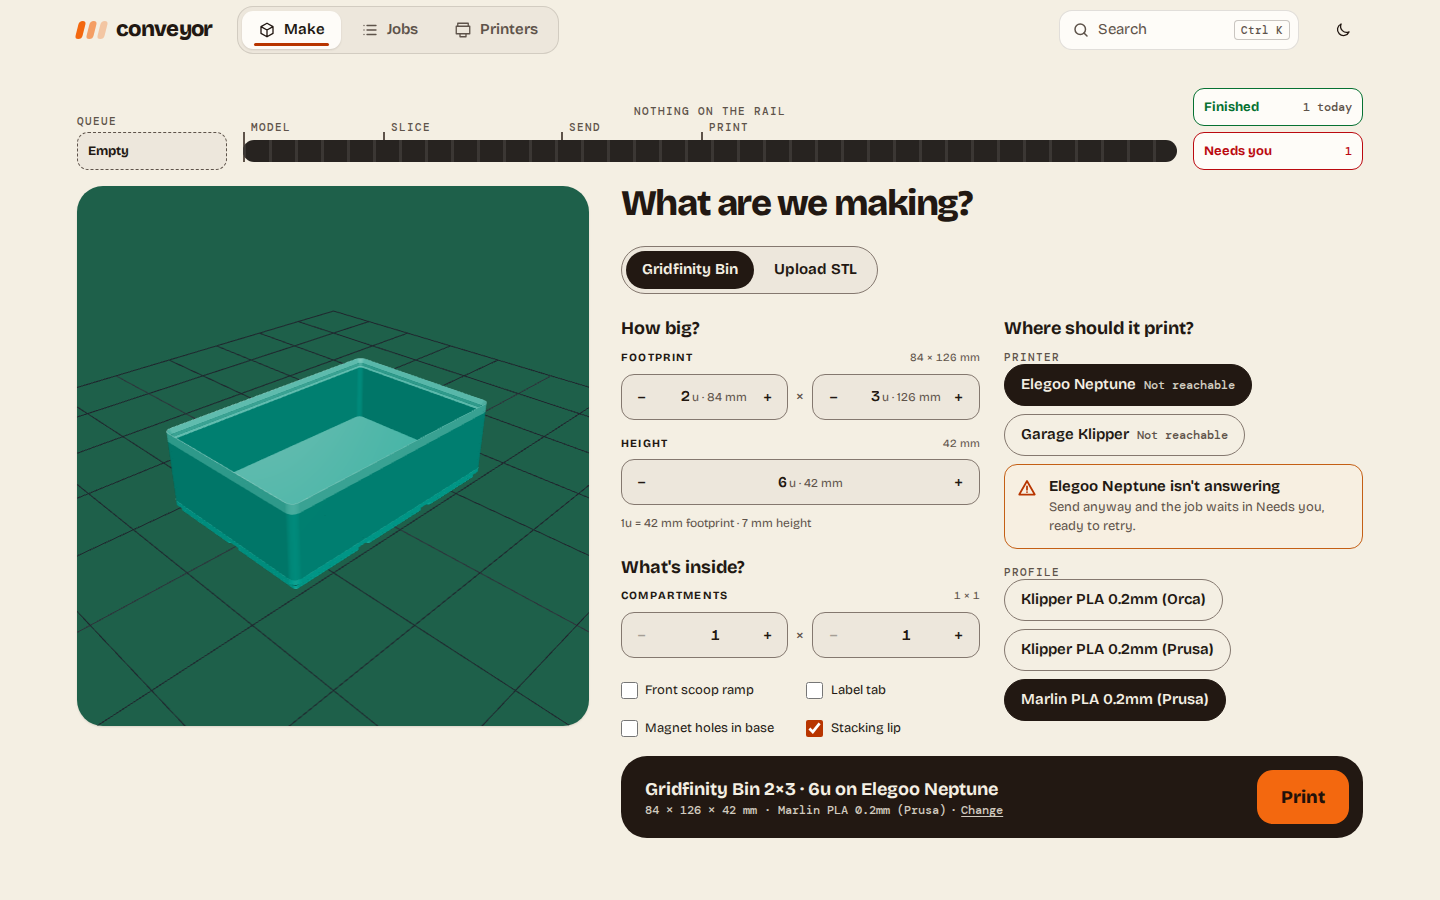 conveyor
Make
Jobs
Printers
Search
Ctrl K
QUEUE
Empty
NOTHING ON THE RAIL
MODEL
SLICE
SEND
PRINT
Finished 1 today
Needs you 1
What are we making?
Gridfinity Bin
Upload STL
How big?
FOOTPRINT 84 × 126 mm
− 2 u · 84 mm + × − 3 u · 126 mm +
HEIGHT 42 mm
− 6 u · 42 mm +
1u = 42 mm footprint · 7 mm height
What's inside?
COMPARTMENTS 1 × 1
− 1 + × − 1 +
Front scoop ramp
Label tab
Magnet holes in base
Stacking lip
Where should it print?
PRINTER
Elegoo Neptune Not reachable
Garage Klipper Not reachable
Elegoo Neptune isn't answering
Send anyway and the job waits in Needs you,
ready to retry.
PROFILE
Klipper PLA 0.2mm (Orca)
Klipper PLA 0.2mm (Prusa)
Marlin PLA 0.2mm (Prusa)
Gridfinity Bin 2×3 · 6u on Elegoo Neptune
84 × 126 × 42 mm · Marlin PLA 0.2mm (Prusa) · Change
Print